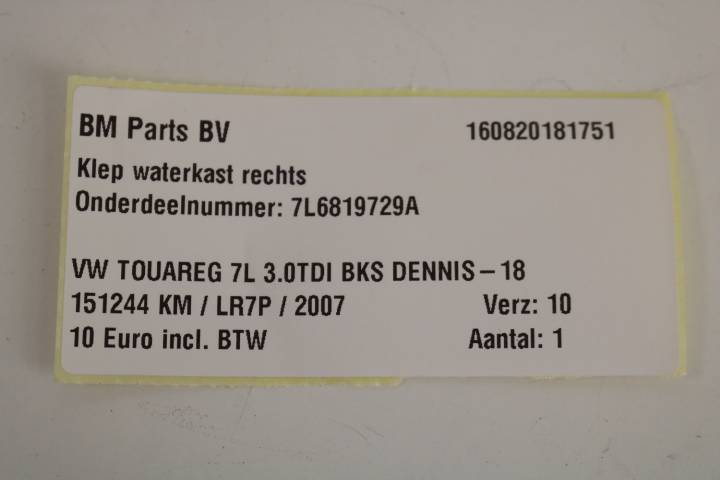 BM Parts BV 160820181751
Klep waterkast rechts
Onderdeelnummer: 7L6819729A
VW TOUAREG 7L 3.0TDI BKS DENNIS – 18
151244 KM / LR7P / 2007 Verz: 10
10 Euro incl. BTW Aantal: 1